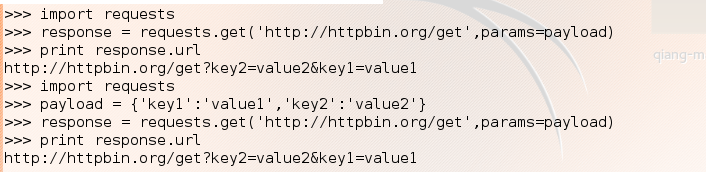 >>> import requests
>>> response = requests.get('http://httpbin.org/get',params=payload)
>>> print response.url
http://httpbin.org/get?key2=value2&key1=value1
>>> import requests
>>> payload = {'key1':'value1','key2':'value2'}
>>> response = requests.get('http://httpbin.org/get',params=payload)
>>> print response.url
http://httpbin.org/get?key2=value2&key1=value1
qiang-m